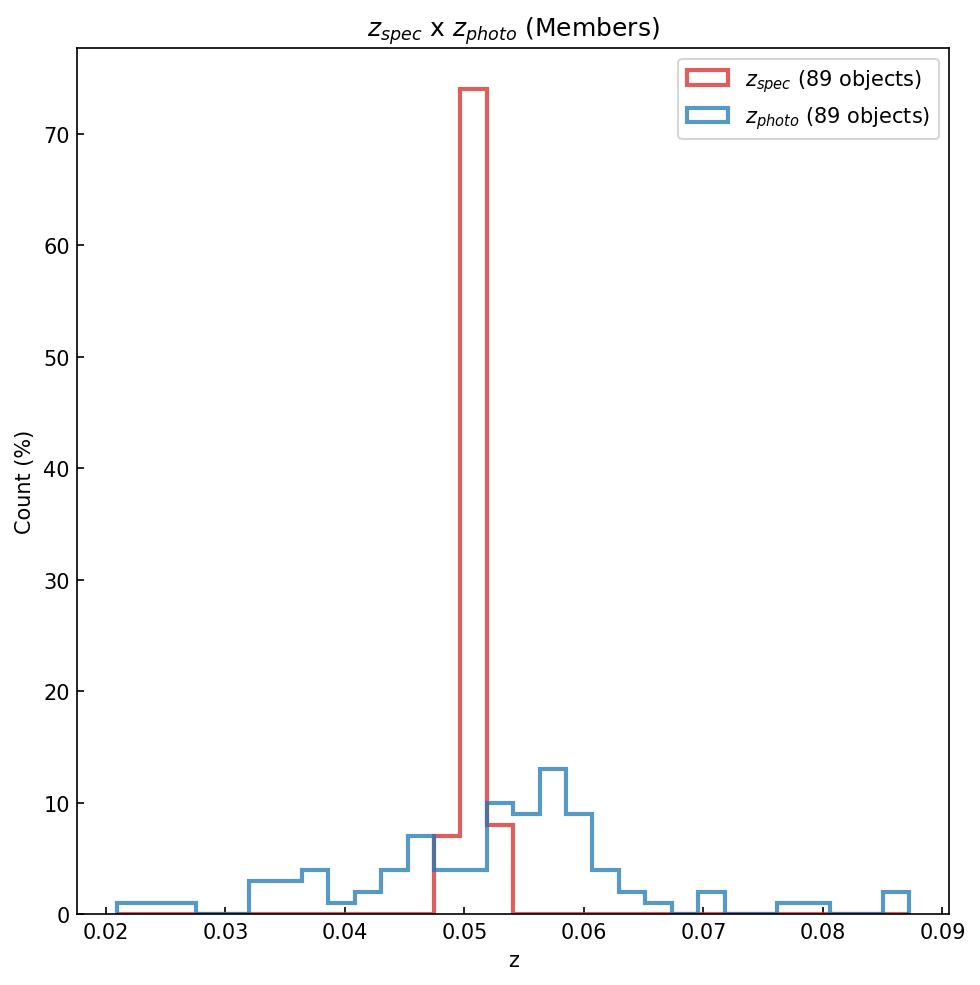 z_spec x z_photo (Members)
z_spec (89 objects)
z_photo (89 objects)
Count (%)
70
60
50
40
30
20
10
0
0.02 0.03 0.04 0.05 0.06 0.07 0.08 0.09
z